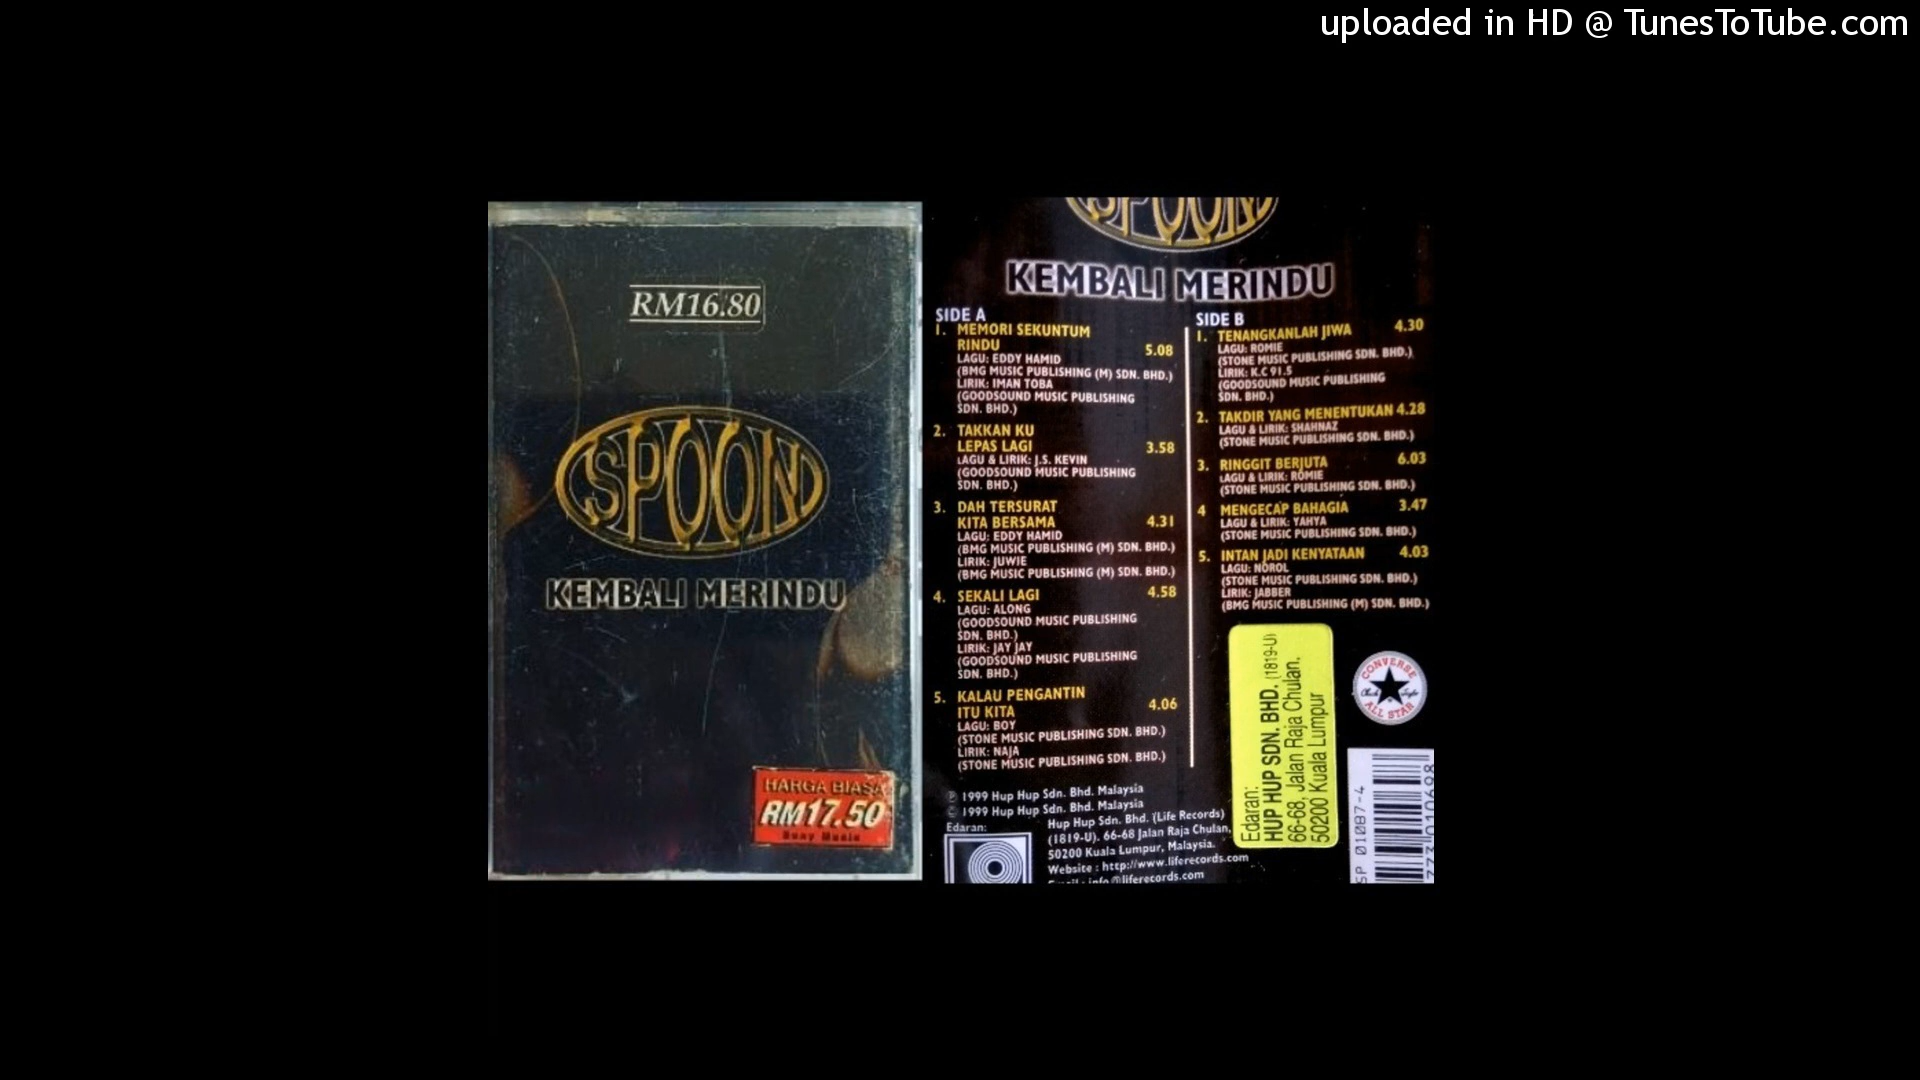 uploaded in HD @ TunesToTube.com
RM16.80
SPOON
KEMBALI MERINDU
HARGA BIASA
RM17.50
Sony Music
SPOON
KEMBALI MERINDU
SIDE A
1. MEMORI SEKUNTUM
RINDU 5.08
LAGU: EDDY HAMID
(BMG MUSIC PUBLISHING (M) SDN. BHD.)
LIRIK: IMAN TOBA
(GOODSOUND MUSIC PUBLISHING
SDN. BHD.)
2. TAKKAN KU
LEPAS LAGI 3.58
LAGU & LIRIK: J.S. KEVIN
(GOODSOUND MUSIC PUBLISHING
SDN. BHD.)
3. DAH TERSURAT
KITA BERSAMA 4.31
LAGU: EDDY HAMID
(BMG MUSIC PUBLISHING (M) SDN. BHD.)
LIRIK: JUWIE
(BMG MUSIC PUBLISHING (M) SDN. BHD.)
4. SEKALI LAGI 4.58
LAGU: ALONG
(GOODSOUND MUSIC PUBLISHING
SDN. BHD.)
LIRIK: JAY JAY
(GOODSOUND MUSIC PUBLISHING
SDN. BHD.)
5. KALAU PENGANTIN
ITU KITA 4.06
LAGU: BOY
(STONE MUSIC PUBLISHING SDN. BHD.)
LIRIK: NAJA
(STONE MUSIC PUBLISHING SDN. BHD.)
SIDE B
1. TENANGKANLAH JIWA 4.30
LAGU: ROMIE
(STONE MUSIC PUBLISHING SDN. BHD.)
LIRIK: K.C 91.5
(GOODSOUND MUSIC PUBLISHING
SDN. BHD.)
2. TAKDIR YANG MENENTUKAN 4.28
LAGU & LIRIK: SHAHNAZ
(STONE MUSIC PUBLISHING SDN. BHD.)
3. RINGGIT BERJUTA 6.03
LAGU & LIRIK: ROMIE
(STONE MUSIC PUBLISHING SDN. BHD.)
4 MENGECAP BAHAGIA 3.47
LAGU & LIRIK: YAHYA
(STONE MUSIC PUBLISHING SDN. BHD.)
5. INTAN JADI KENYATAAN 4.03
LAGU: NOROL
(STONE MUSIC PUBLISHING SDN. BHD.)
LIRIK: JABBER
(BMG MUSIC PUBLISHING (M) SDN. BHD.)
℗ 1999 Hup Hup Sdn. Bhd. Malaysia
© 1999 Hup Hup Sdn. Bhd. Malaysia
Edaran:
Hup Hup Sdn. Bhd. (Life Records)
(1819-U). 66-68 Jalan Raja Chulan,
50200 Kuala Lumpur, Malaysia.
Website : http://www.liferecords.com
Email : info@liferecords.com
Edaran:
HUP HUP SDN. BHD. (1819-U)
66-68, Jalan Raja Chulan,
50200 Kuala Lumpur
CONVERSE
Chuck Taylor
ALL STAR
SP 01087-4